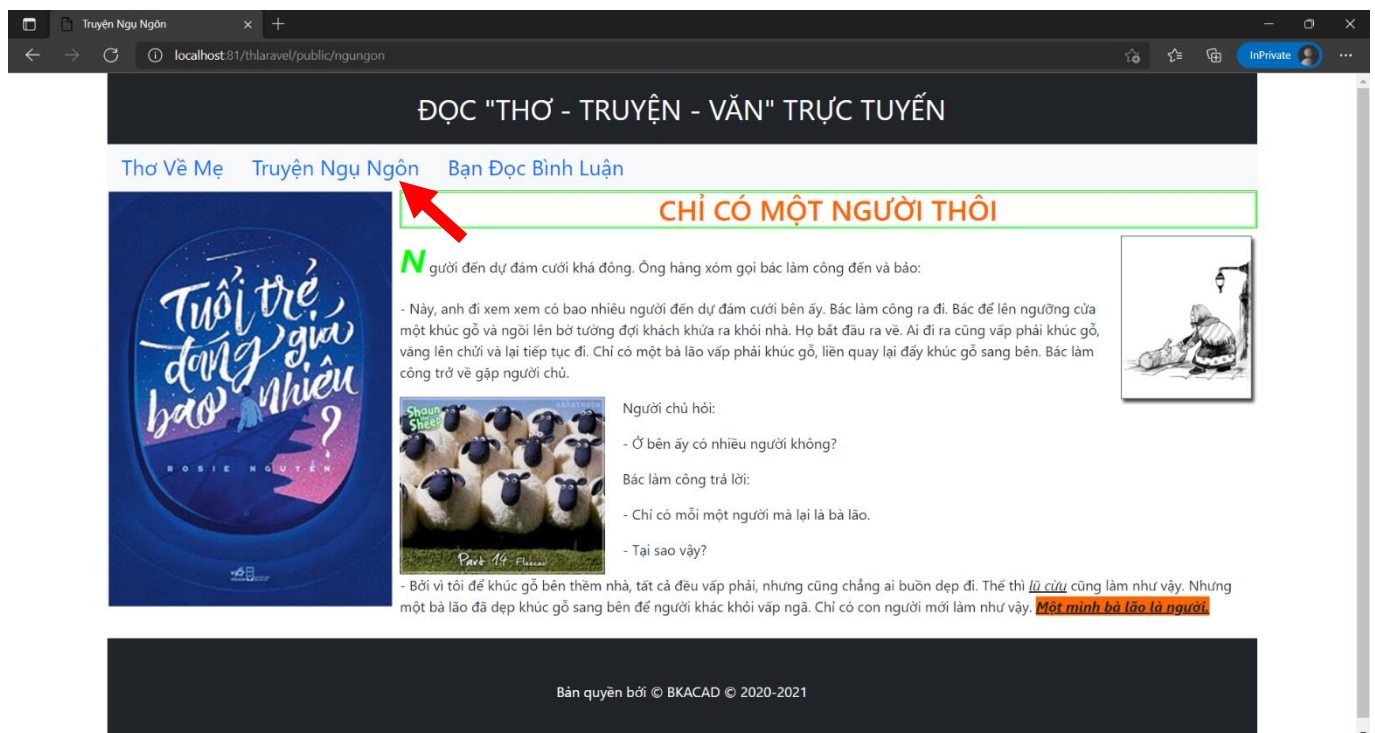 Truyện Ngụ Ngôn
localhost:81/thlaravel/public/ngungon
InPrivate
ĐỌC "THƠ - TRUYỆN - VĂN" TRỰC TUYẾN
Thơ Về Mẹ Truyện Ngụ Ngôn Bạn Đọc Bình Luận
Tuổi trẻ
đáng giá
bao nhiêu
?
ROSIE NGUYỄN
CHỈ CÓ MỘT NGƯỜI THÔI
Người đến dự đám cưới khá đông. Ông hàng xóm gọi bác làm công đến và bảo:
- Này, anh đi xem xem có bao nhiêu người đến dự đám cưới bên ấy. Bác làm công ra đi. Bác để lên ngưỡng cửa
một khúc gỗ và ngồi lên bờ tường đợi khách khứa ra khỏi nhà. Họ bắt đầu ra về. Ai đi ra cũng vấp phải khúc gỗ,
văng lên chửi và lại tiếp tục đi. Chỉ có một bà lão vấp phải khúc gỗ, liền quay lại đẩy khúc gỗ sang bên. Bác làm
công trở về gặp người chủ.
Shaun
the
Sheep
Part 14
Người chủ hỏi:
- Ở bên ấy có nhiều người không?
Bác làm công trả lời:
- Chỉ có mỗi một người mà lại là bà lão.
- Tại sao vậy?
- Bởi vì tôi để khúc gỗ bên thềm nhà, tất cả đều vấp phải, nhưng cũng chẳng ai buồn dẹp đi. Thế thì lũ cừu cũng làm như vậy. Nhưng
một bà lão đã dẹp khúc gỗ sang bên để người khác khỏi vấp ngã. Chỉ có con người mới làm như vậy. Một mình bà lão là người.
Bản quyền bởi © BKACAD © 2020-2021